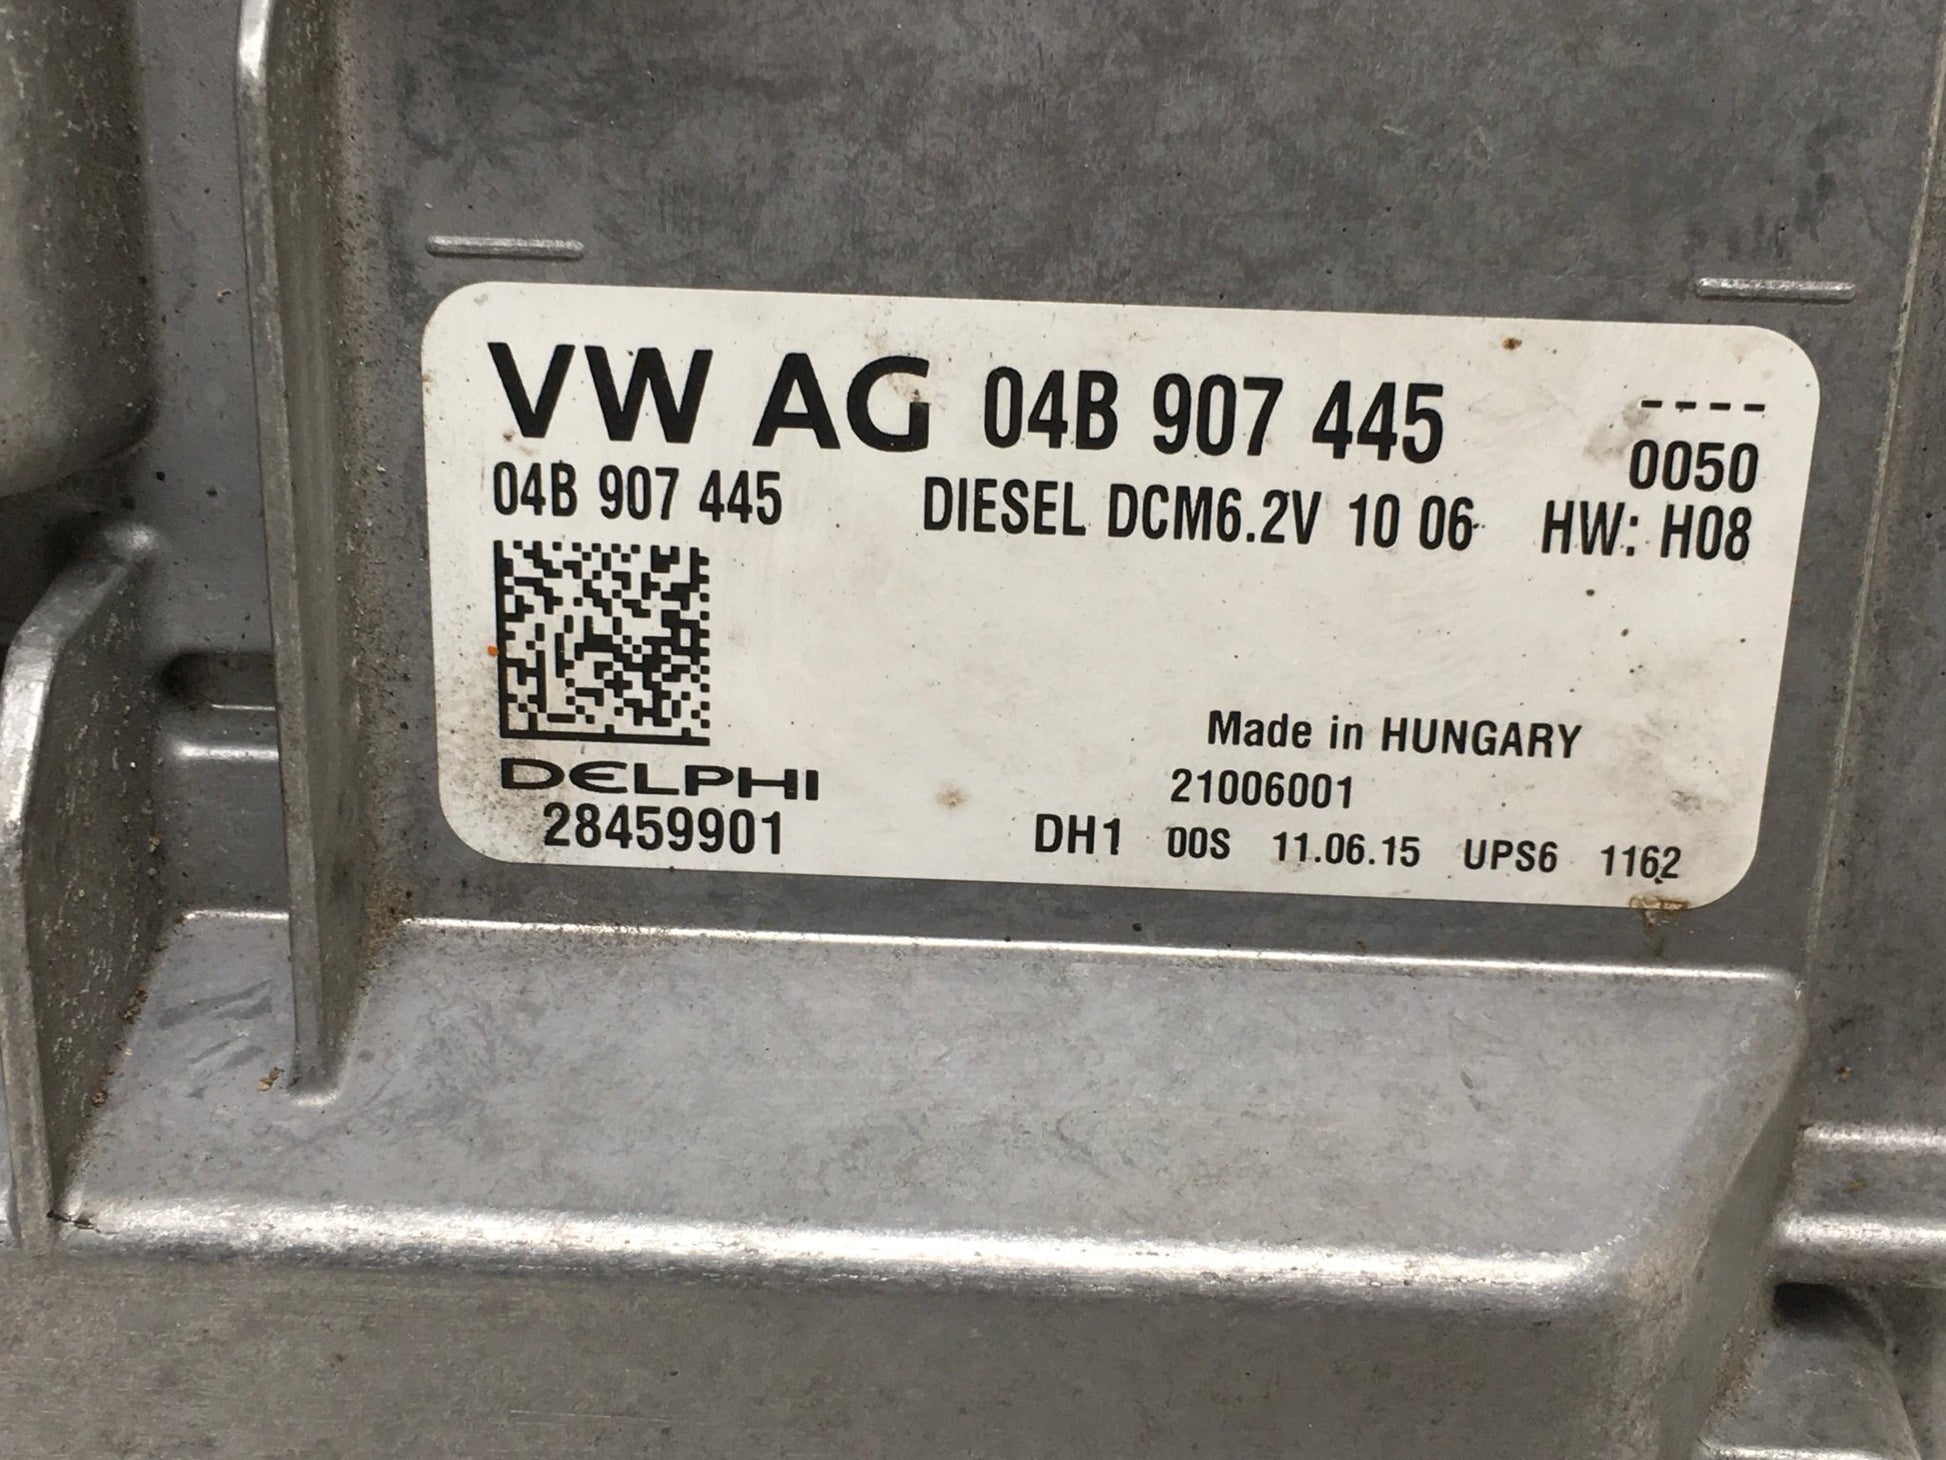 VW AG 04B 907 445 ----
0050
04B 907 445 DIESEL DCM6.2V 10 06 HW: H08
Made in HUNGARY
DELPHI 21006001
28459901 DH1 00S 11.06.15 UPS6 1162